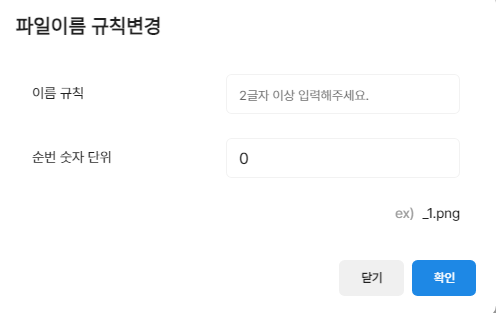 파일이름 규칙변경
이름 규칙
2글자 이상 입력해주세요.
순번 숫자 단위
0
ex) _1.png
닫기
확인